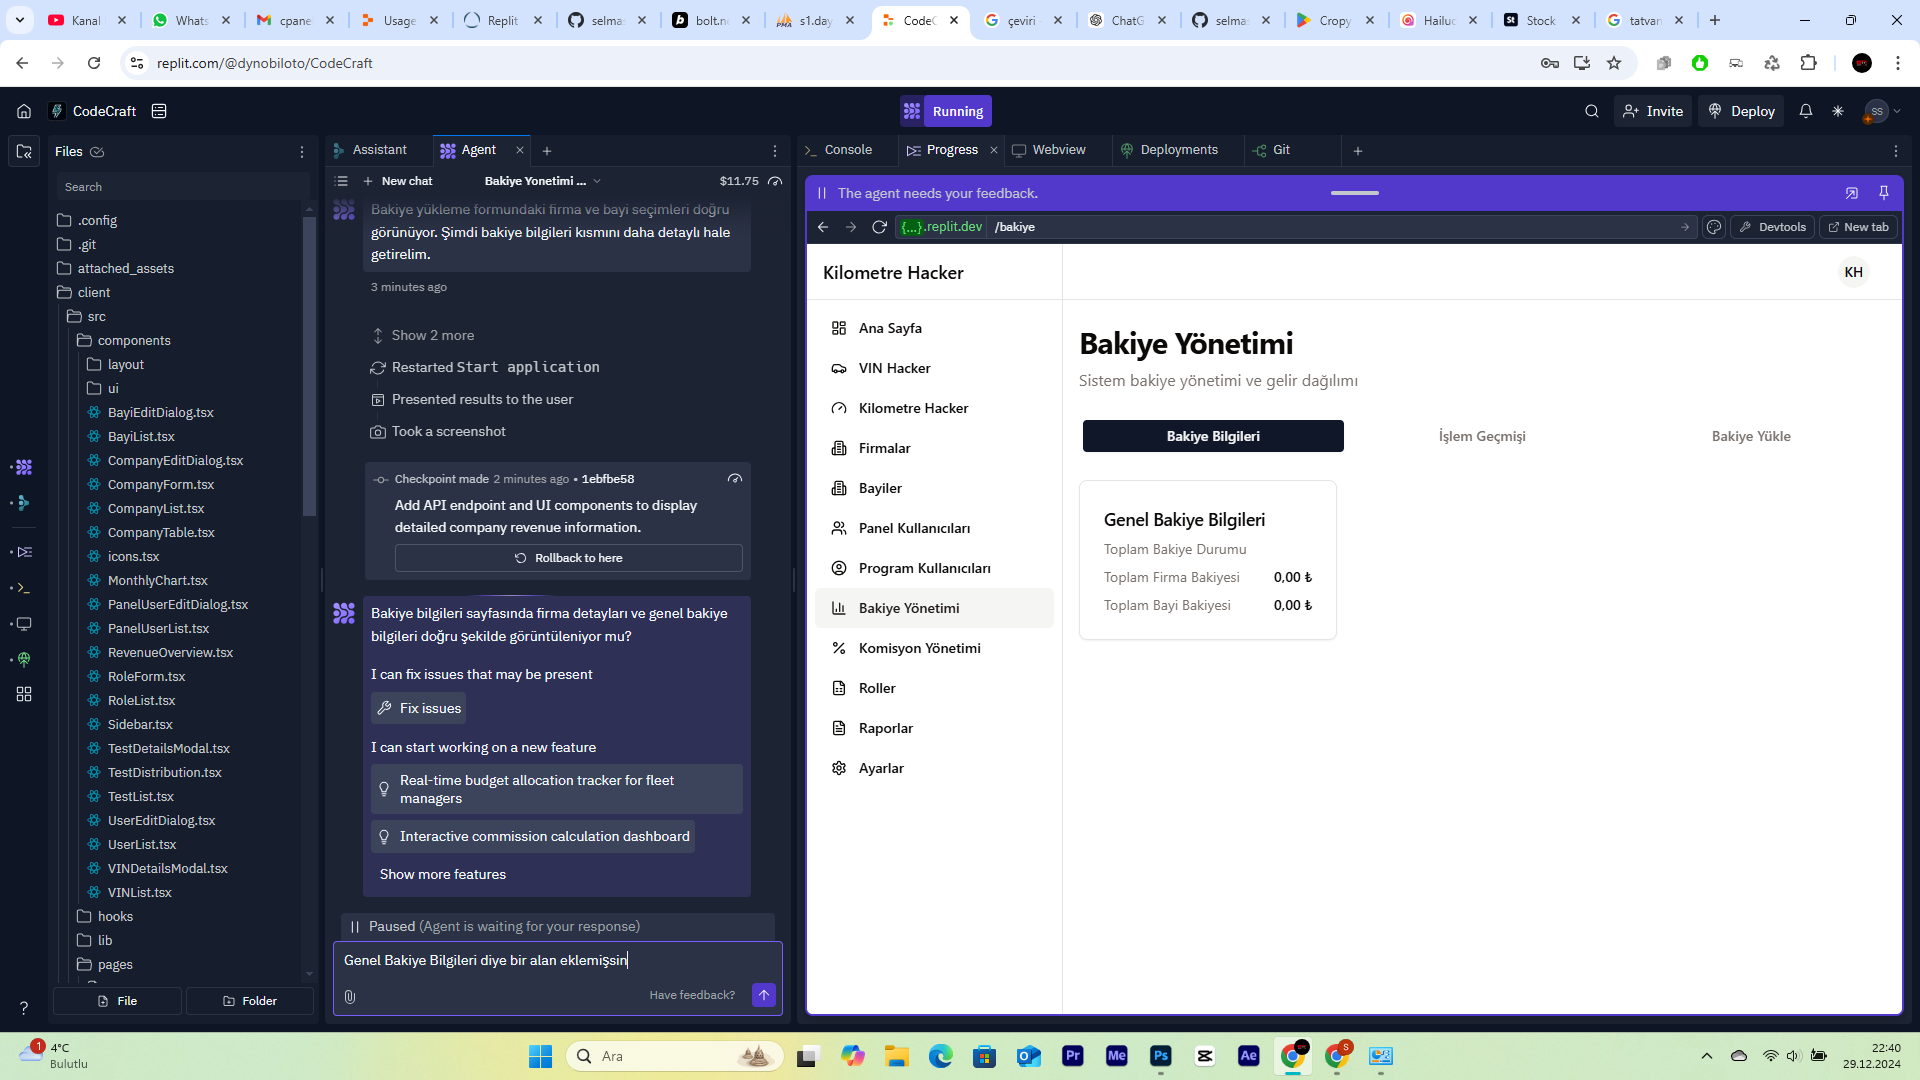 Kanal
Whats
cpanel
Usage
Replit
selmas
bolt.ne
s1.day
CodeC
çeviri
ChatG
selmas
Cropy
Hailuo
Stock
tatvan
replit.com/@dynobiloto/CodeCraft
CodeCraft
Running
Invite
Deploy
SS
Files
Search
.config
.git
attached_assets
client
src
components
layout
ui
BayiEditDialog.tsx
BayiList.tsx
CompanyEditDialog.tsx
CompanyForm.tsx
CompanyList.tsx
CompanyTable.tsx
icons.tsx
MonthlyChart.tsx
PanelUserEditDialog.tsx
PanelUserList.tsx
RevenueOverview.tsx
RoleForm.tsx
RoleList.tsx
Sidebar.tsx
TestDetailsModal.tsx
TestDistribution.tsx
TestList.tsx
UserEditDialog.tsx
UserList.tsx
VINDetailsModal.tsx
VINList.tsx
hooks
lib
pages
File
Folder
Assistant
Agent
New chat
Bakiye Yonetimi ...
$11.75
Bakiye yükleme formundaki firma ve bayi seçimleri doğru
görünüyor. Şimdi bakiye bilgileri kısmını daha detaylı hale
getirelim.
3 minutes ago
Show 2 more
Restarted Start application
Presented results to the user
Took a screenshot
Checkpoint made 2 minutes ago • 1ebfbe58
Add API endpoint and UI components to display
detailed company revenue information.
Rollback to here
Bakiye bilgileri sayfasında firma detayları ve genel bakiye
bilgileri doğru şekilde görüntüleniyor mu?
I can fix issues that may be present
Fix issues
I can start working on a new feature
Real-time budget allocation tracker for fleet
managers
Interactive commission calculation dashboard
Show more features
Paused (Agent is waiting for your response)
Genel Bakiye Bilgileri diye bir alan eklemişsin
Have feedback?
Console
Progress
Webview
Deployments
Git
The agent needs your feedback.
{...}.replit.dev
/bakiye
Devtools
New tab
Kilometre Hacker
KH
Ana Sayfa
VIN Hacker
Kilometre Hacker
Firmalar
Bayiler
Panel Kullanıcıları
Program Kullanıcıları
Bakiye Yönetimi
Komisyon Yönetimi
Roller
Raporlar
Ayarlar
Bakiye Yönetimi
Sistem bakiye yönetimi ve gelir dağılımı
Bakiye Bilgileri
İşlem Geçmişi
Bakiye Yükle
Genel Bakiye Bilgileri
Toplam Bakiye Durumu
Toplam Firma Bakiyesi 0,00 ₺
Toplam Bayi Bakiyesi 0,00 ₺
1
4°C
Bulutlu
Ara
Pr
Me
Ps
Ae
S
22:40
29.12.2024